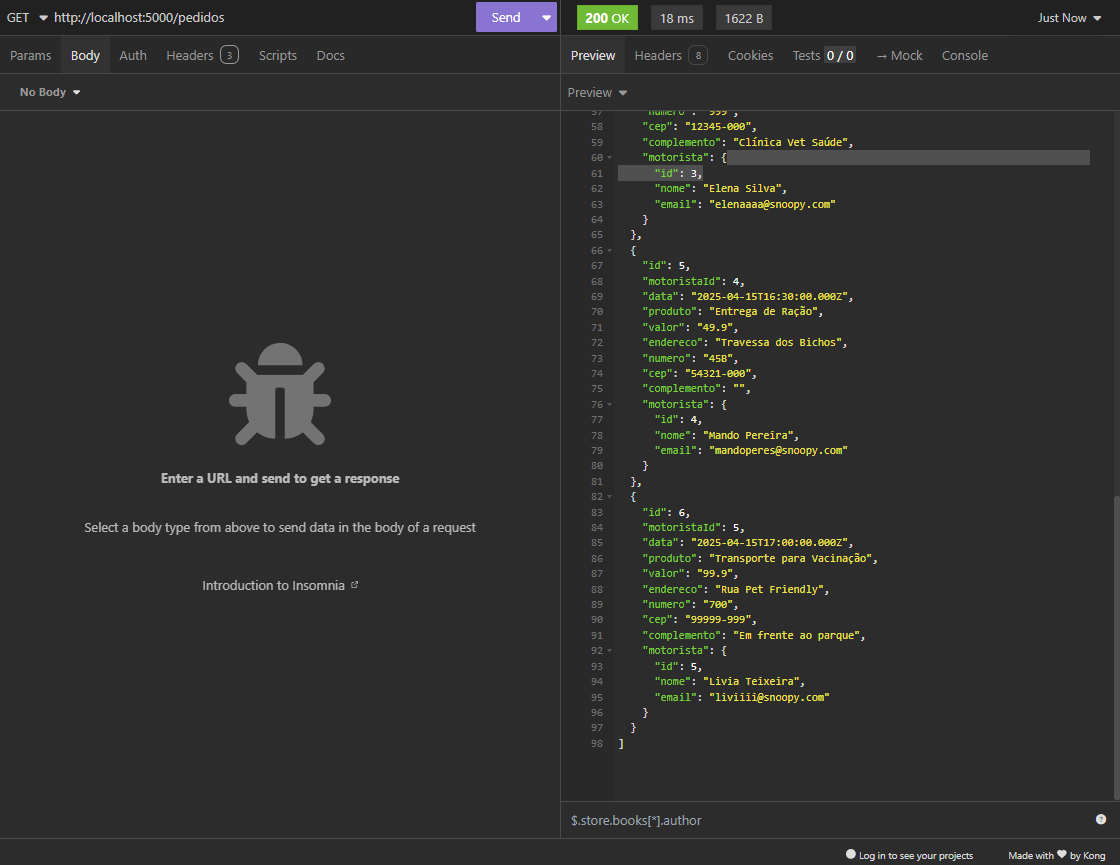 GET http://localhost:5000/pedidos Send
Params Body Auth Headers 3 Scripts Docs
No Body
Enter a URL and send to get a response
Select a body type from above to send data in the body of a request
Introduction to Insomnia
200 OK 18 ms 1622 B Just Now
Preview Headers 8 Cookies Tests 0 / 0 → Mock Console
Preview
57 "numero": "999",
58 "cep": "12345-000",
59 "complemento": "Clínica Vet Saúde",
60 "motorista": {
61 "id": 3,
62 "nome": "Elena Silva",
63 "email": "elenaaaa@snoopy.com"
64 }
65 },
66 {
67 "id": 5,
68 "motoristaId": 4,
69 "data": "2025-04-15T16:30:00.000Z",
70 "produto": "Entrega de Ração",
71 "valor": "49.9",
72 "endereco": "Travessa dos Bichos",
73 "numero": "45B",
74 "cep": "54321-000",
75 "complemento": "",
76 "motorista": {
77 "id": 4,
78 "nome": "Mando Pereira",
79 "email": "mandoperes@snoopy.com"
80 }
81 },
82 {
83 "id": 6,
84 "motoristaId": 5,
85 "data": "2025-04-15T17:00:00.000Z",
86 "produto": "Transporte para Vacinação",
87 "valor": "99.9",
88 "endereco": "Rua Pet Friendly",
89 "numero": "700",
90 "cep": "99999-999",
91 "complemento": "Em frente ao parque",
92 "motorista": {
93 "id": 5,
94 "nome": "Livia Teixeira",
95 "email": "liviiii@snoopy.com"
96 }
97 }
98 ]
$.store.books[*].author
Log in to see your projects Made with ♥ by Kong